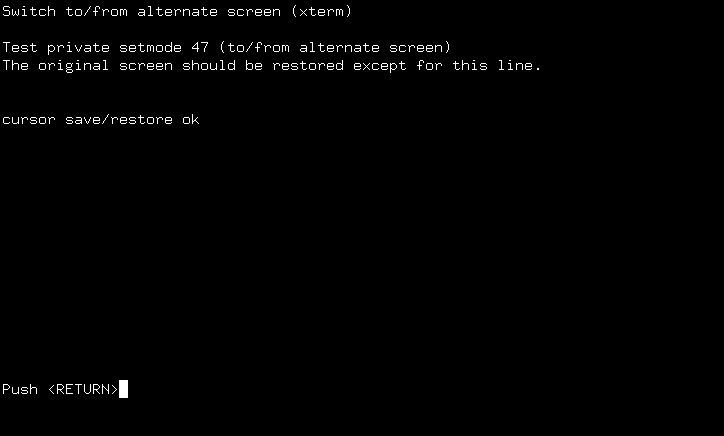 Switch to/from alternate screen (xterm)
Test private setmode 47 (to/from alternate screen)
The original screen should be restored except for this line.
cursor save/restore ok
Push <RETURN>